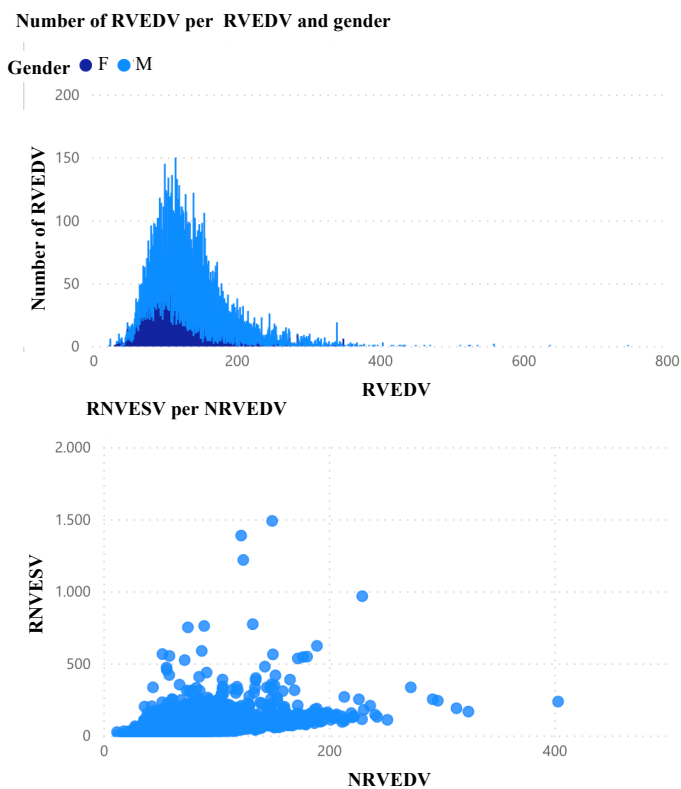 Number of RVEDV per RVEDV and gender
Gender F M
200
150
100
50
0
Number of RVEDV
0 200 400 600 800
RVEDV
RNVESV per NRVEDV
2.000
1.500
1.000
500
0
RNVESV
0 200 400
NRVEDV